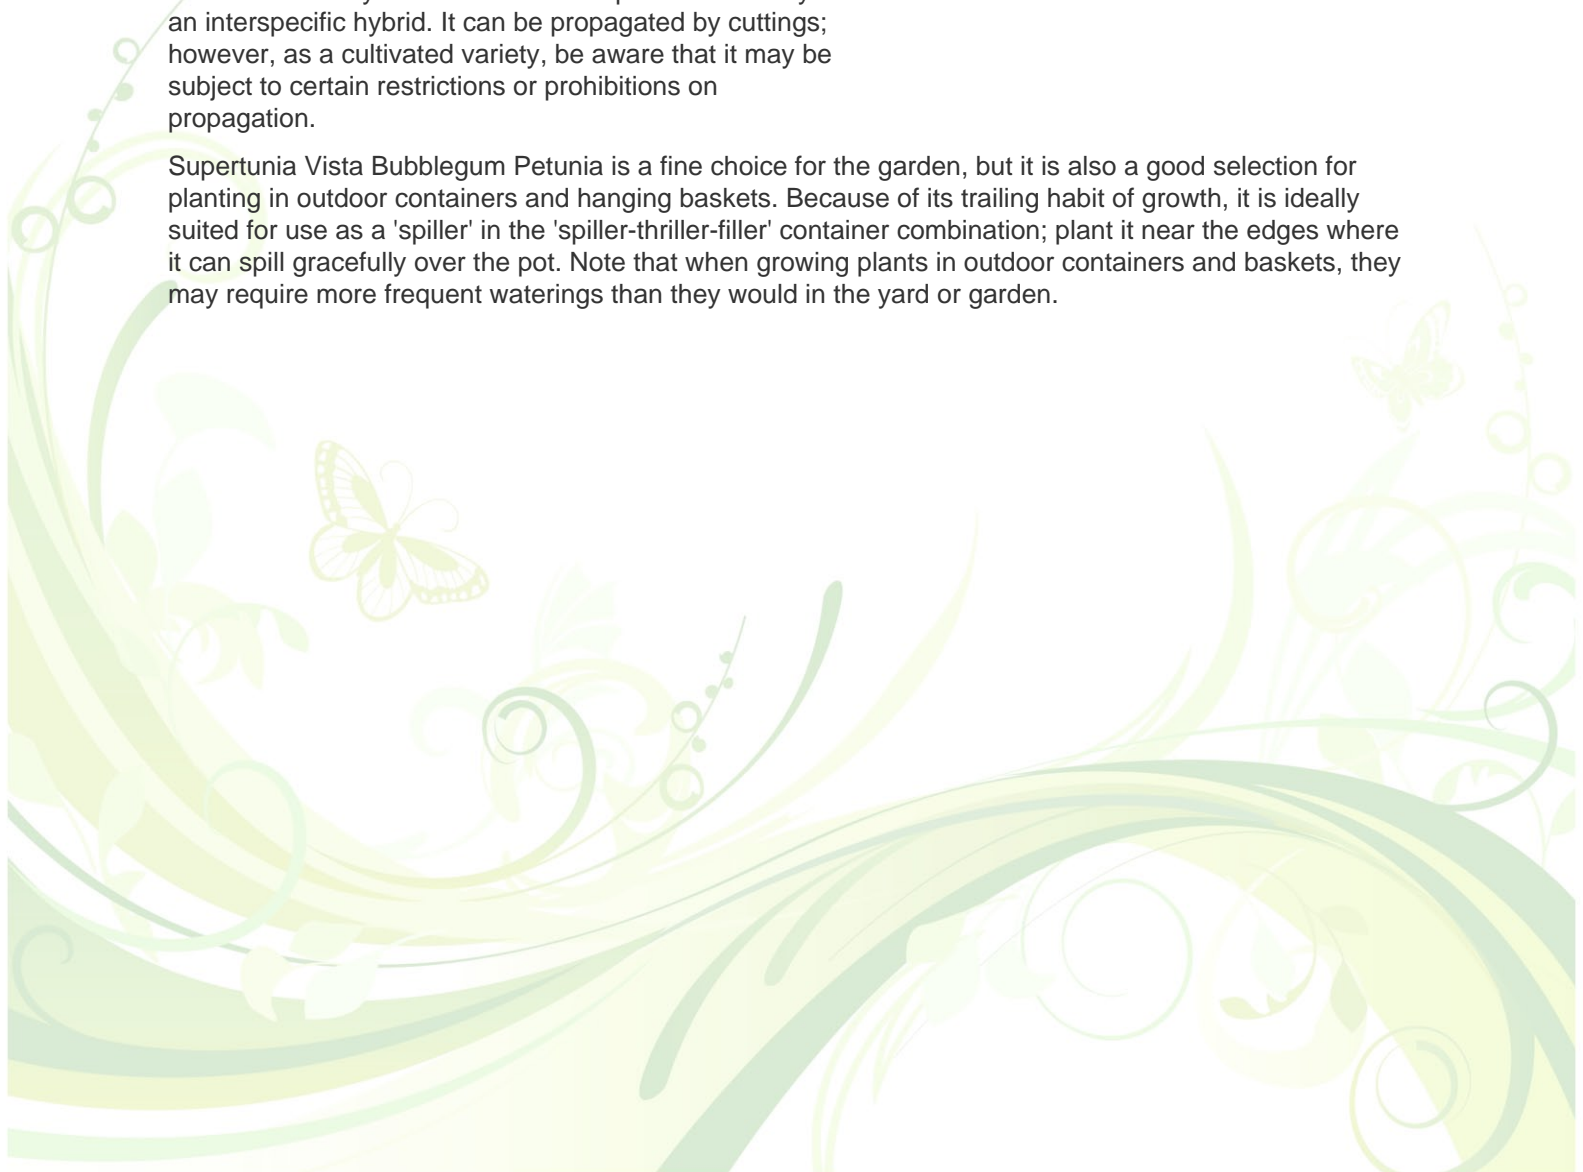 an interspecific hybrid. It can be propagated by cuttings;
however, as a cultivated variety, be aware that it may be
subject to certain restrictions or prohibitions on
propagation.
Supertunia Vista Bubblegum Petunia is a fine choice for the garden, but it is also a good selection for
planting in outdoor containers and hanging baskets. Because of its trailing habit of growth, it is ideally
suited for use as a 'spiller' in the 'spiller-thriller-filler' container combination; plant it near the edges where
it can spill gracefully over the pot. Note that when growing plants in outdoor containers and baskets, they
may require more frequent waterings than they would in the yard or garden.